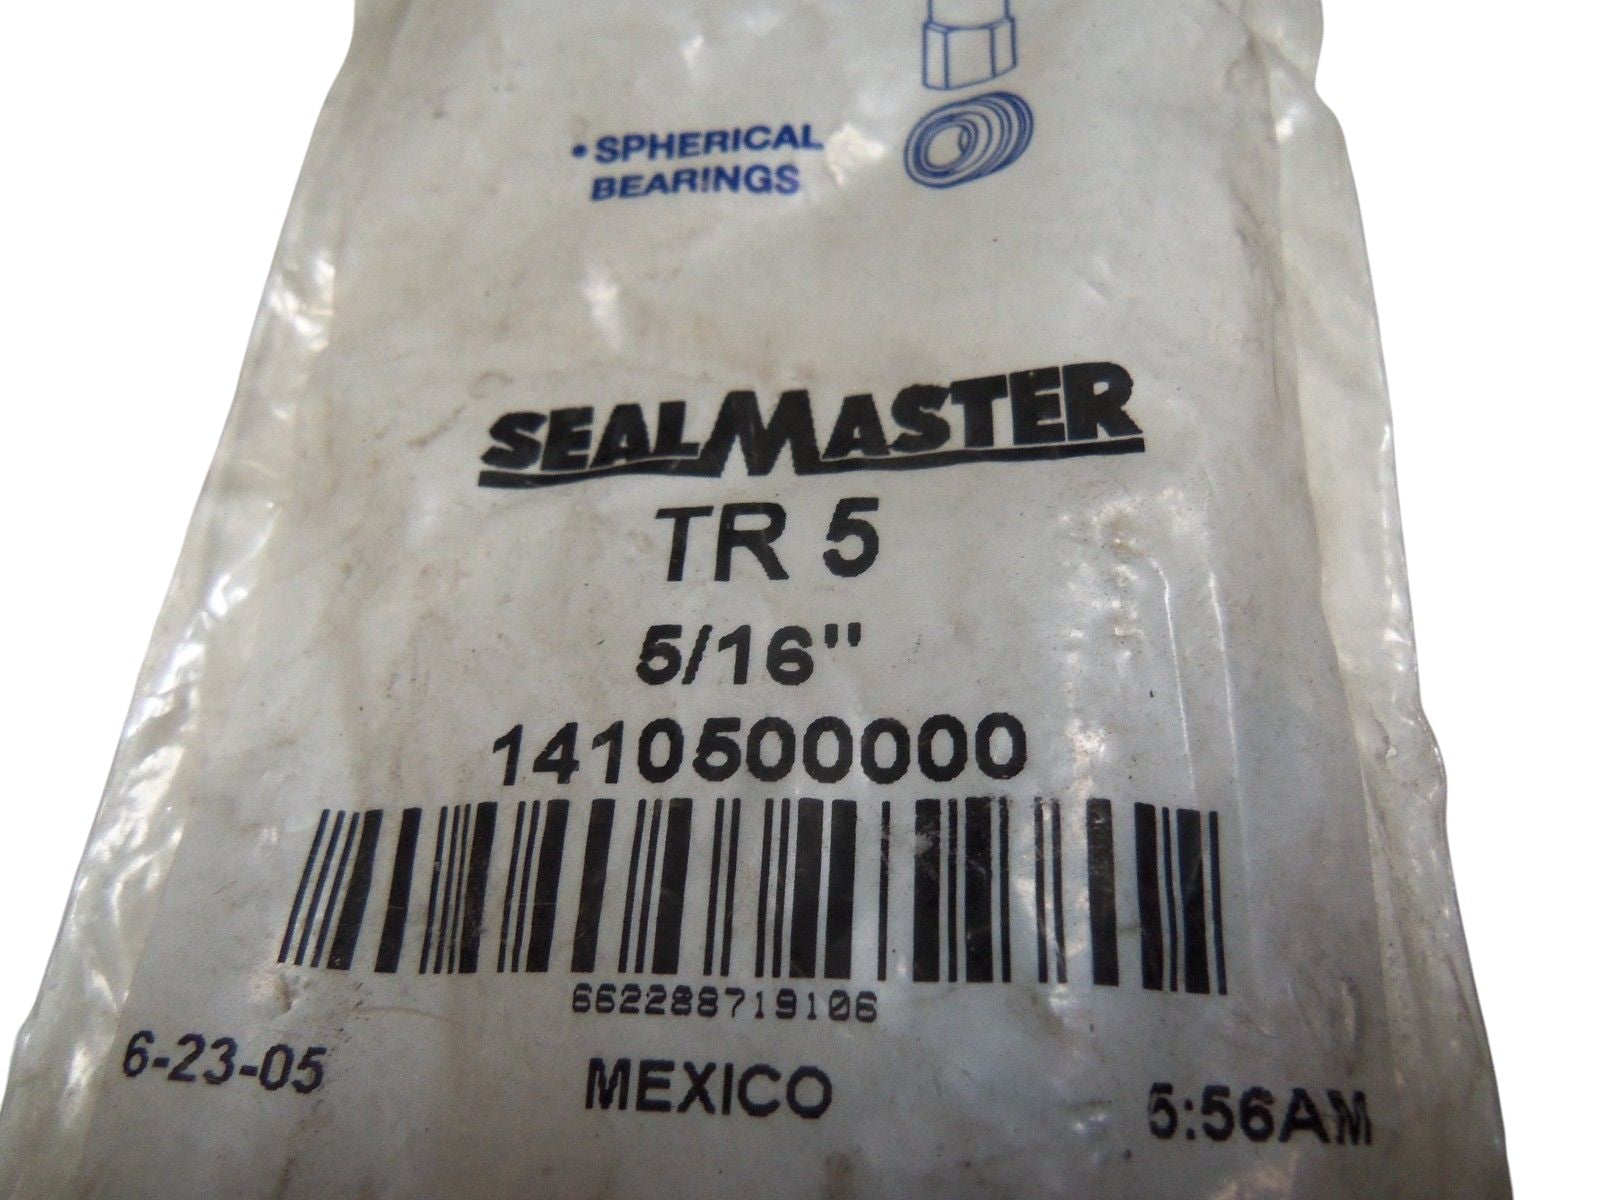 • SPHERICAL
BEARINGS
SEALMASTER
TR 5
5/16"
1410500000
662288719106
6-23-05
MEXICO
5:56AM